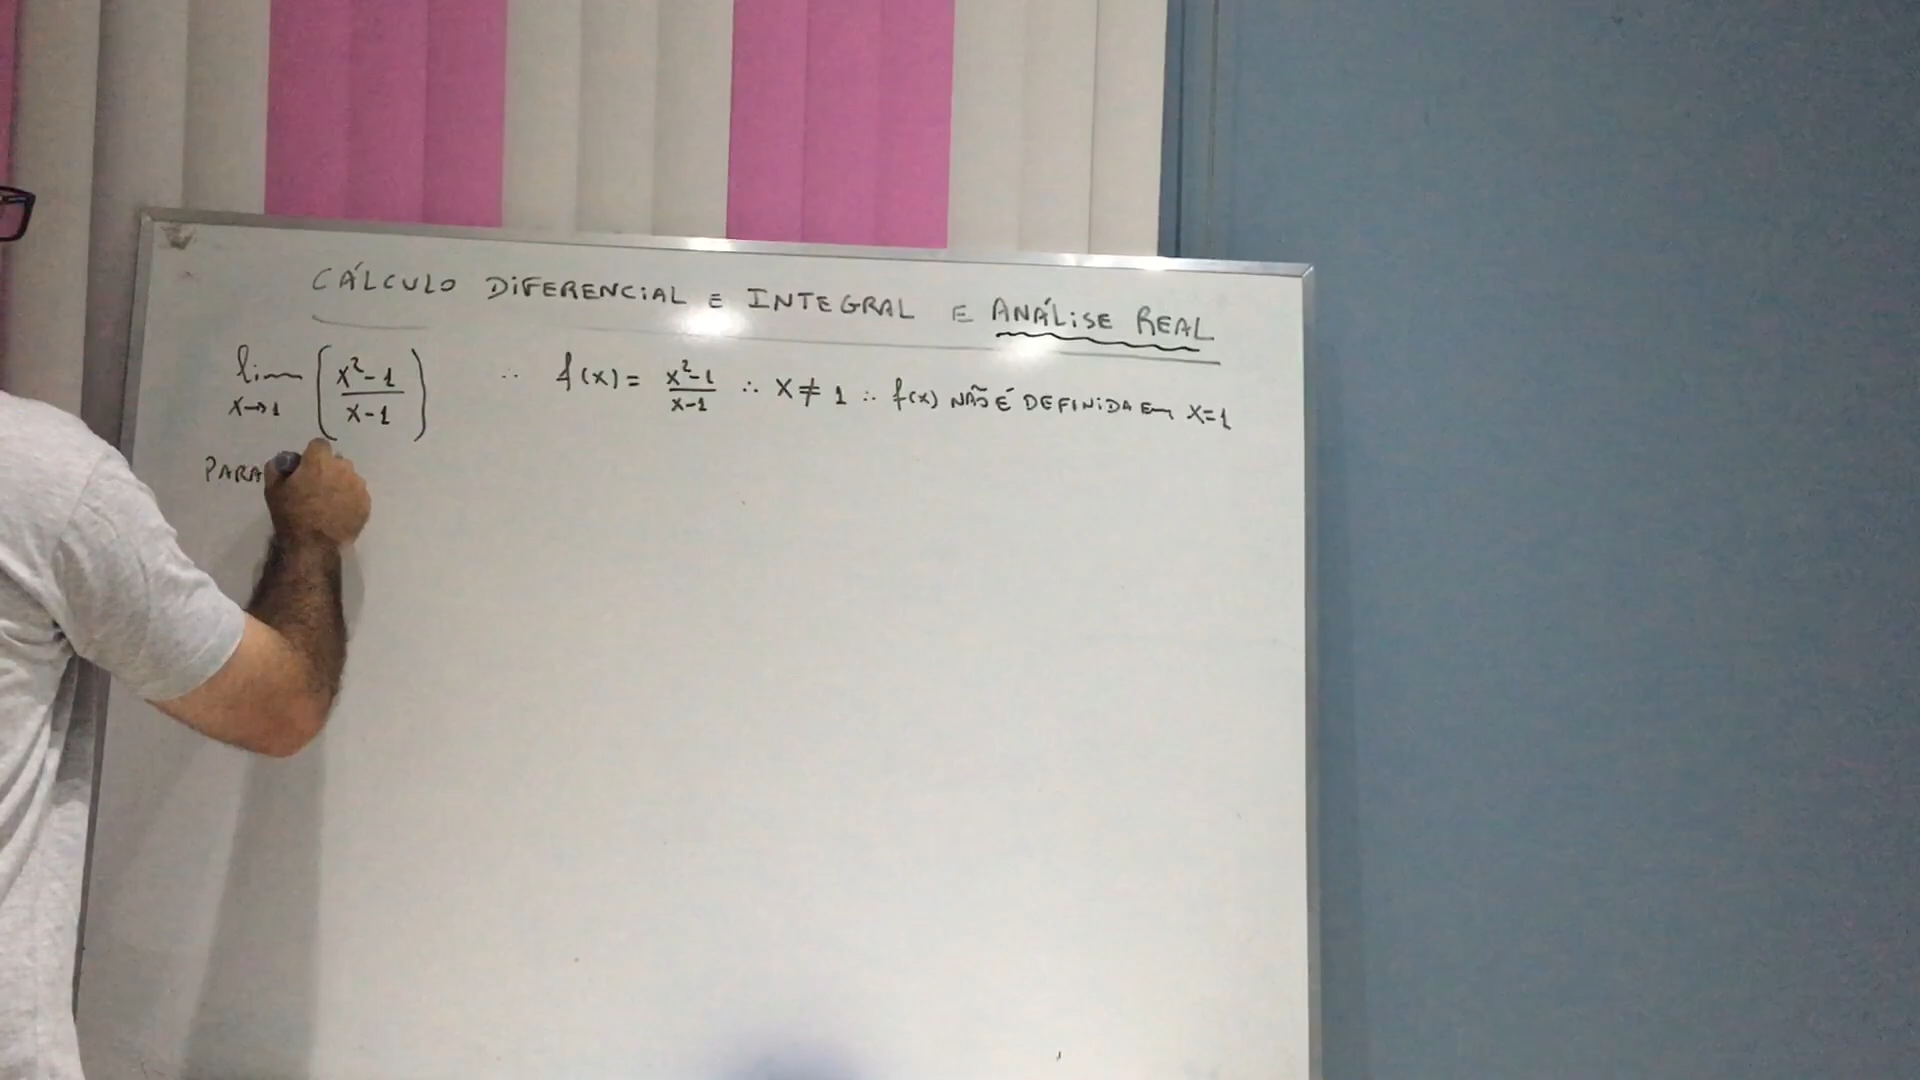 CÁLCULO DIFERENCIAL E INTEGRAL E ANÁLISE REAL
lim x→1 (x²-1 / x-1) ∴ f(x) = x²-1 / x-1 ∴ x ≠ 1 ∴ f(x) NÃO É DEFINIDA Em x=1
PARA